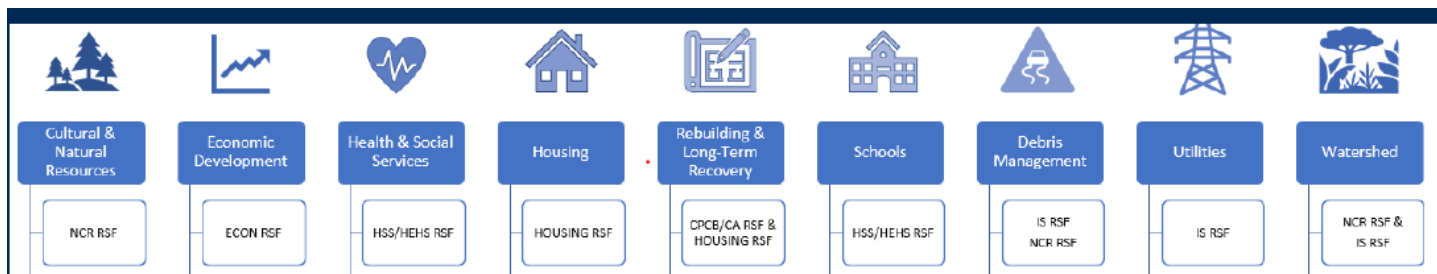 Cultural &
Natural
Resources
Economic
Development
Health & Social
Services
Housing
Rebuilding &
Long-Term
Recovery
Schools
Debris
Management
Utilities
Watershed
NCR RSF
ECON RSF
HSS/HEHS RSF
HOUSING RSF
CPCB/CA RSF &
HOUSING RSF
HSS/HEHS RSF
IS RSF
NCR RSF
IS RSF
NCR RSF &
IS RSF